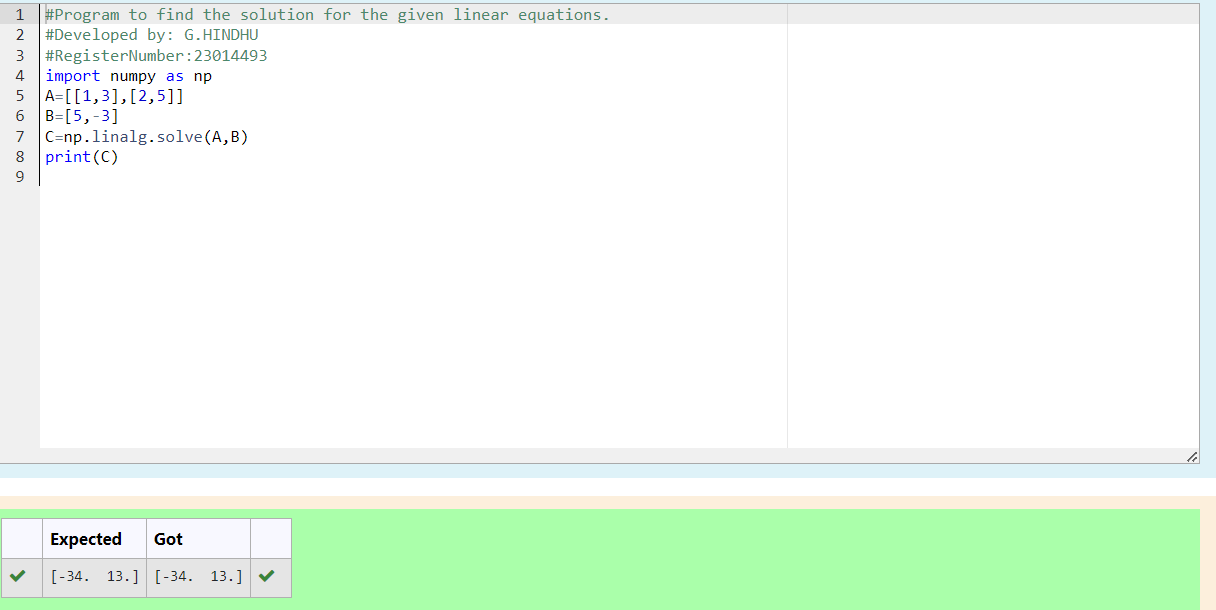 1 #Program to find the solution for the given linear equations.
2 #Developed by: G.HINDHU
3 #RegisterNumber:23014493
4 import numpy as np
5 A=[[1,3],[2,5]]
6 B=[5,-3]
7 C=np.linalg.solve(A,B)
8 print(C)
9
Expected Got
[-34.  13.] [-34.  13.]